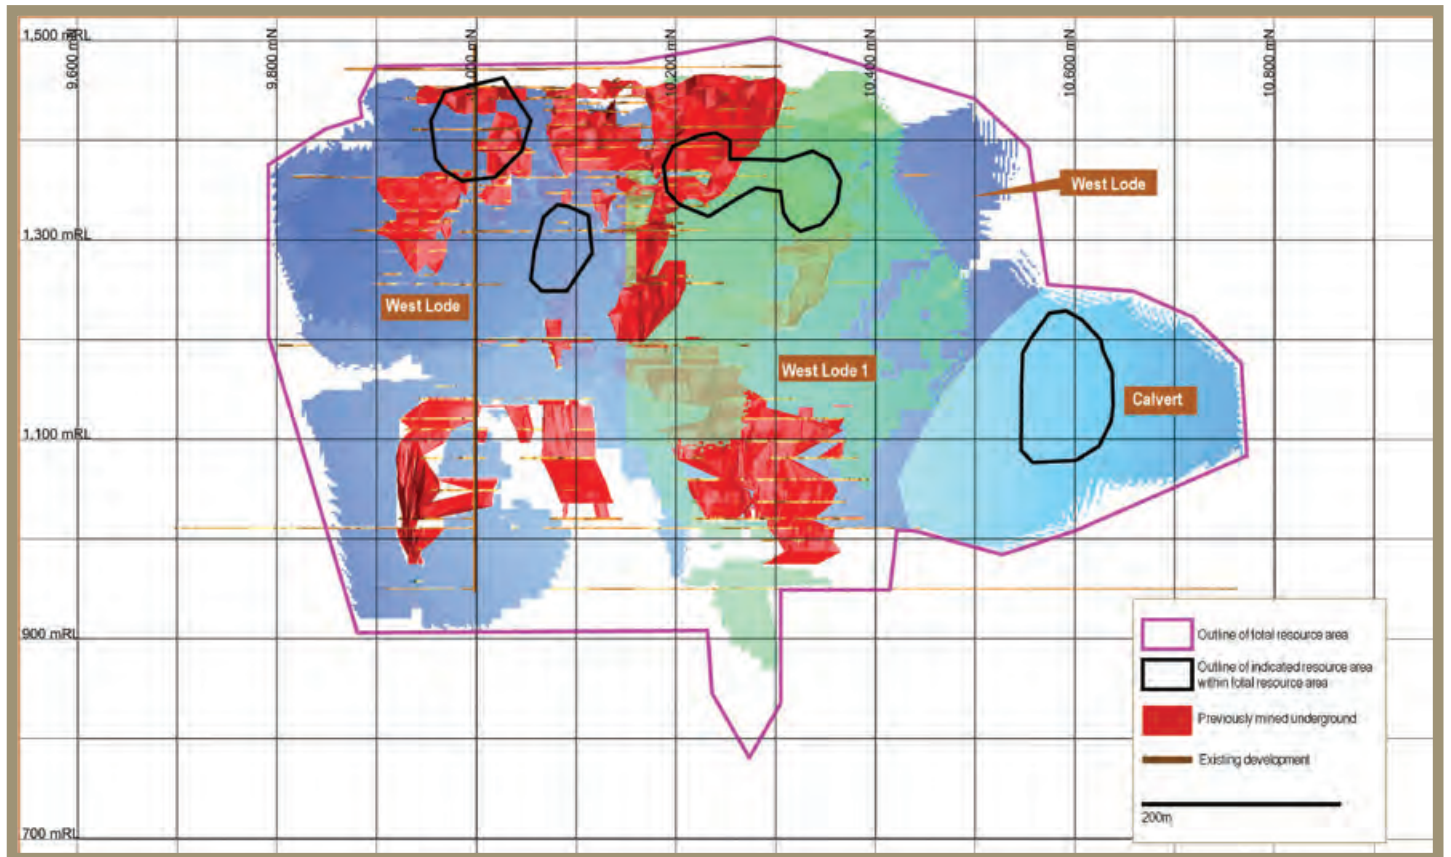 1,500 mRL
9,600 mN
9,800 mN
000 mN
10,200 mN
10,400 mN
10,600 mN
10,800 mN
West Lode
1,300 mRL
West Lode
West Lode 1
Calvert
1,100 mRL
900 mRL
Outline of total resource area
Outline of indicated resource area
within total resource area
Previously mined underground
Existing development
200m
700 mRL